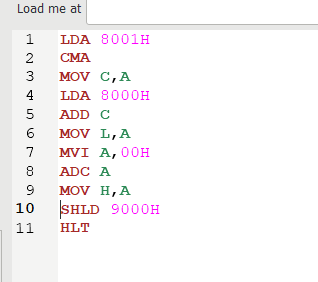 Load me at
1 LDA 8001H
2 CMA
3 MOV C,A
4 LDA 8000H
5 ADD C
6 MOV L,A
7 MVI A,00H
8 ADC A
9 MOV H,A
10 SHLD 9000H
11 HLT